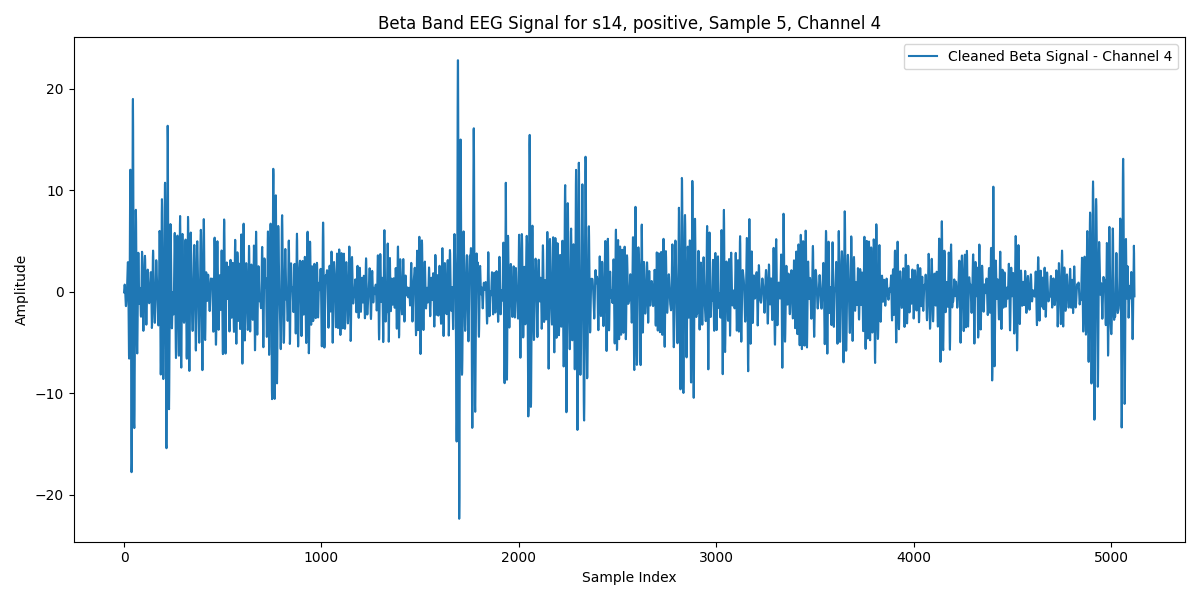 Beta Band EEG Signal for s14, positive, Sample 5, Channel 4
Cleaned Beta Signal - Channel 4
Amplitude
20
10
0
−10
−20
0 1000 2000 3000 4000 5000
Sample Index